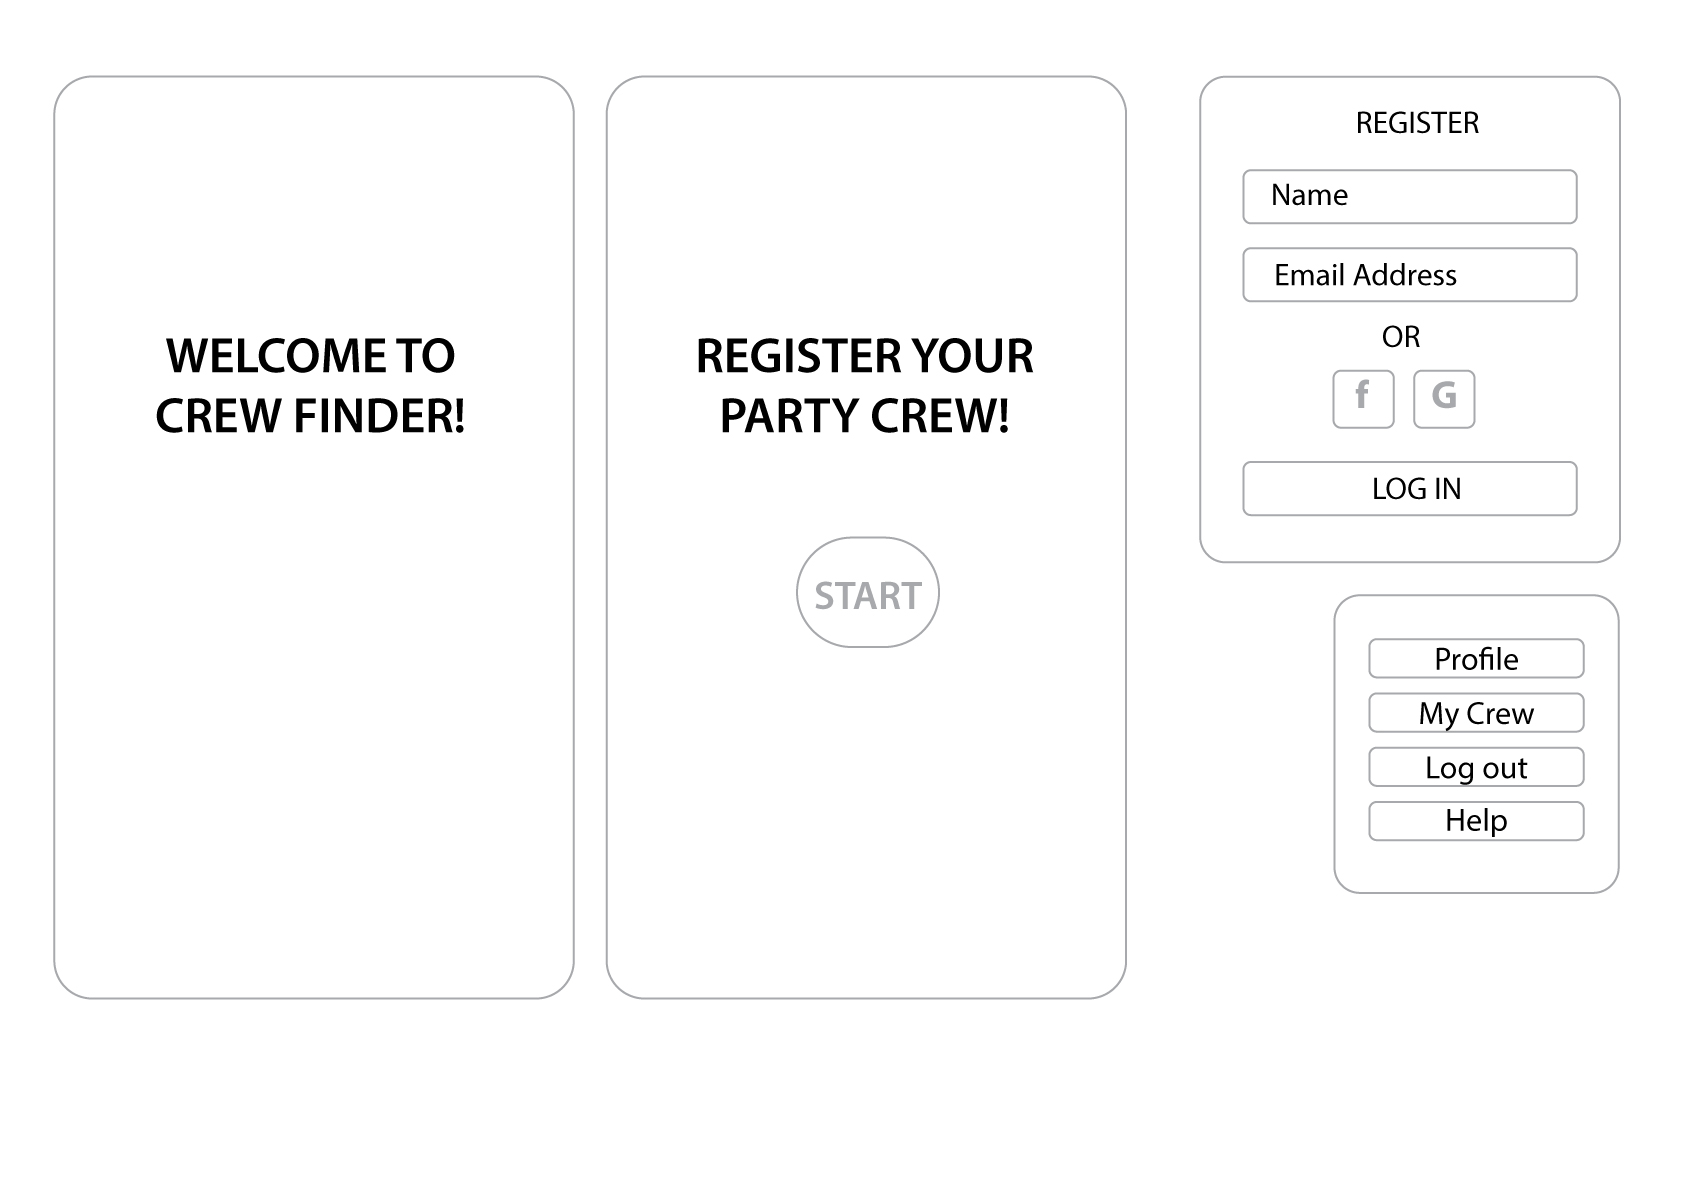 WELCOME TO
CREW FINDER!
REGISTER YOUR
PARTY CREW!
START
REGISTER
Name
Email Address
OR
f G
LOG IN
Profile
My Crew
Log out
Help